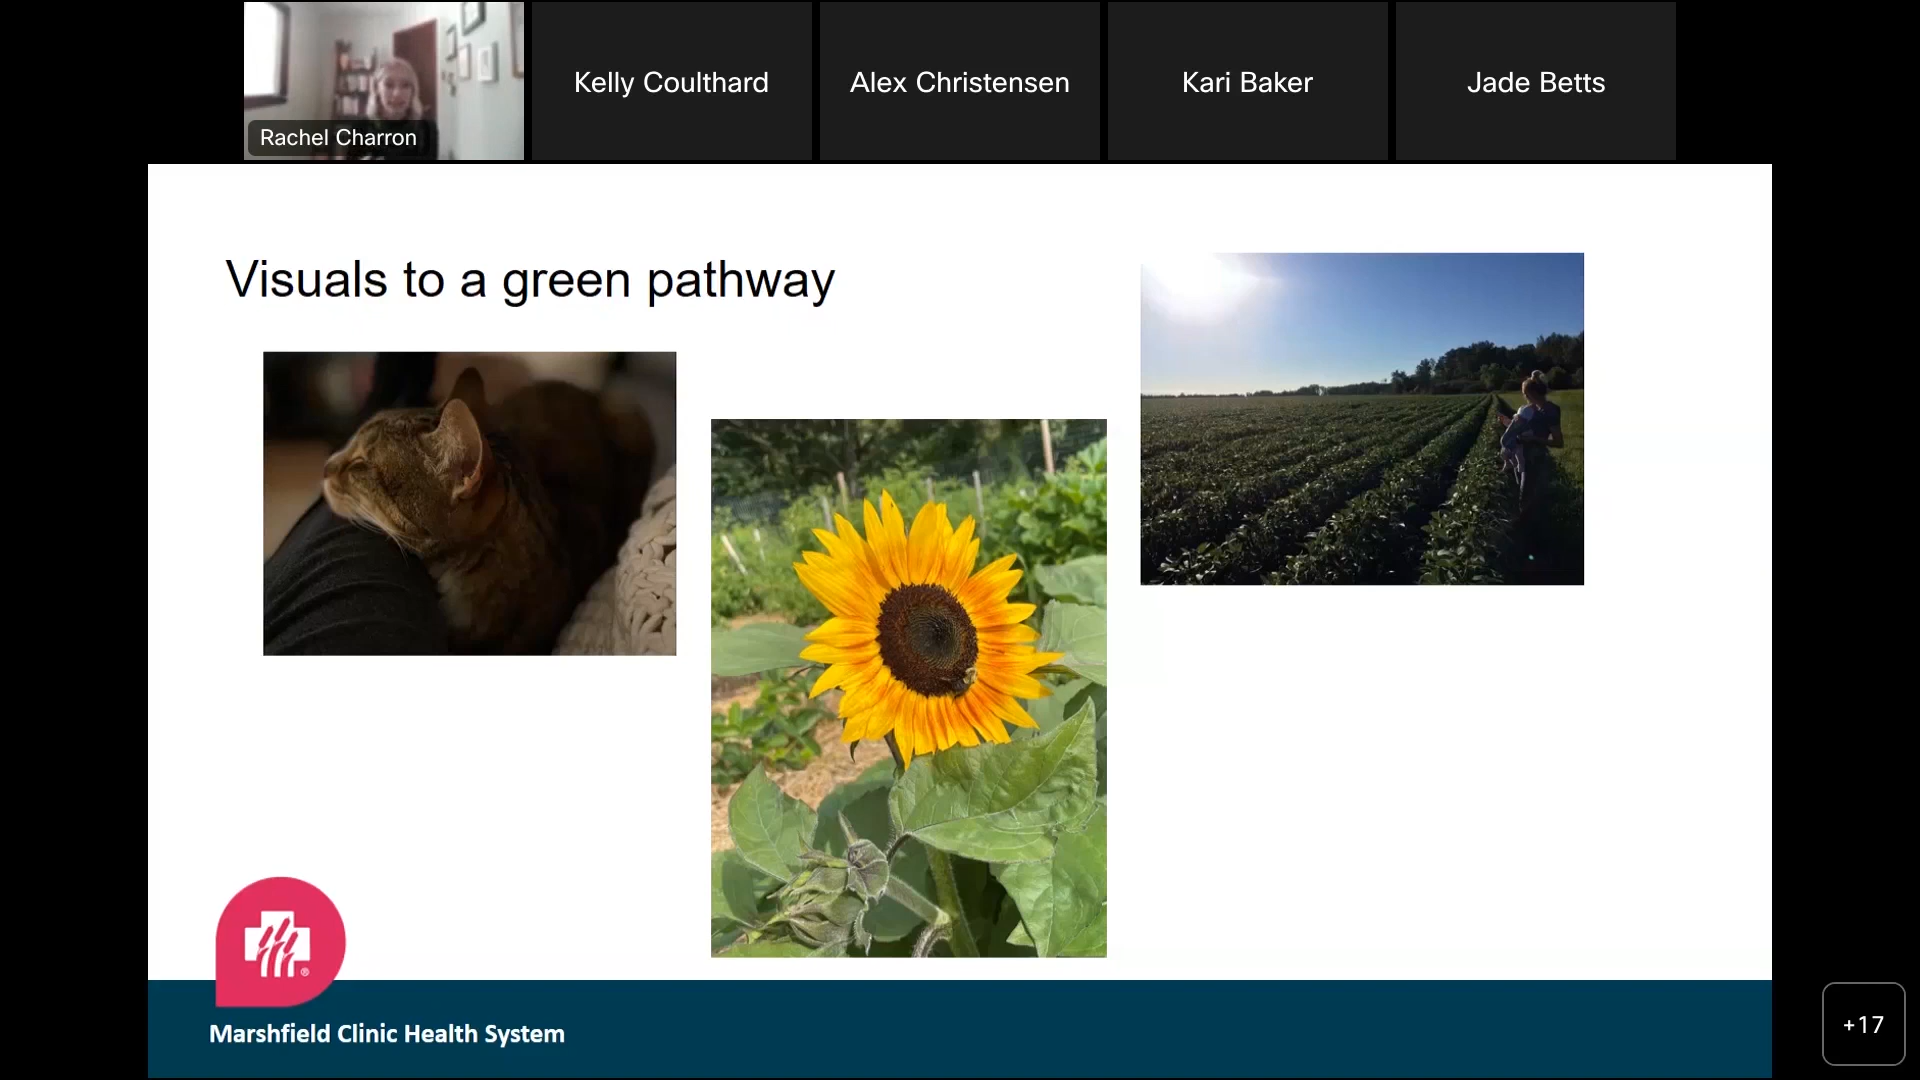 Rachel Charron
Kelly Coulthard
Alex Christensen
Kari Baker
Jade Betts
Visuals to a green pathway
®
Marshfield Clinic Health System
+17